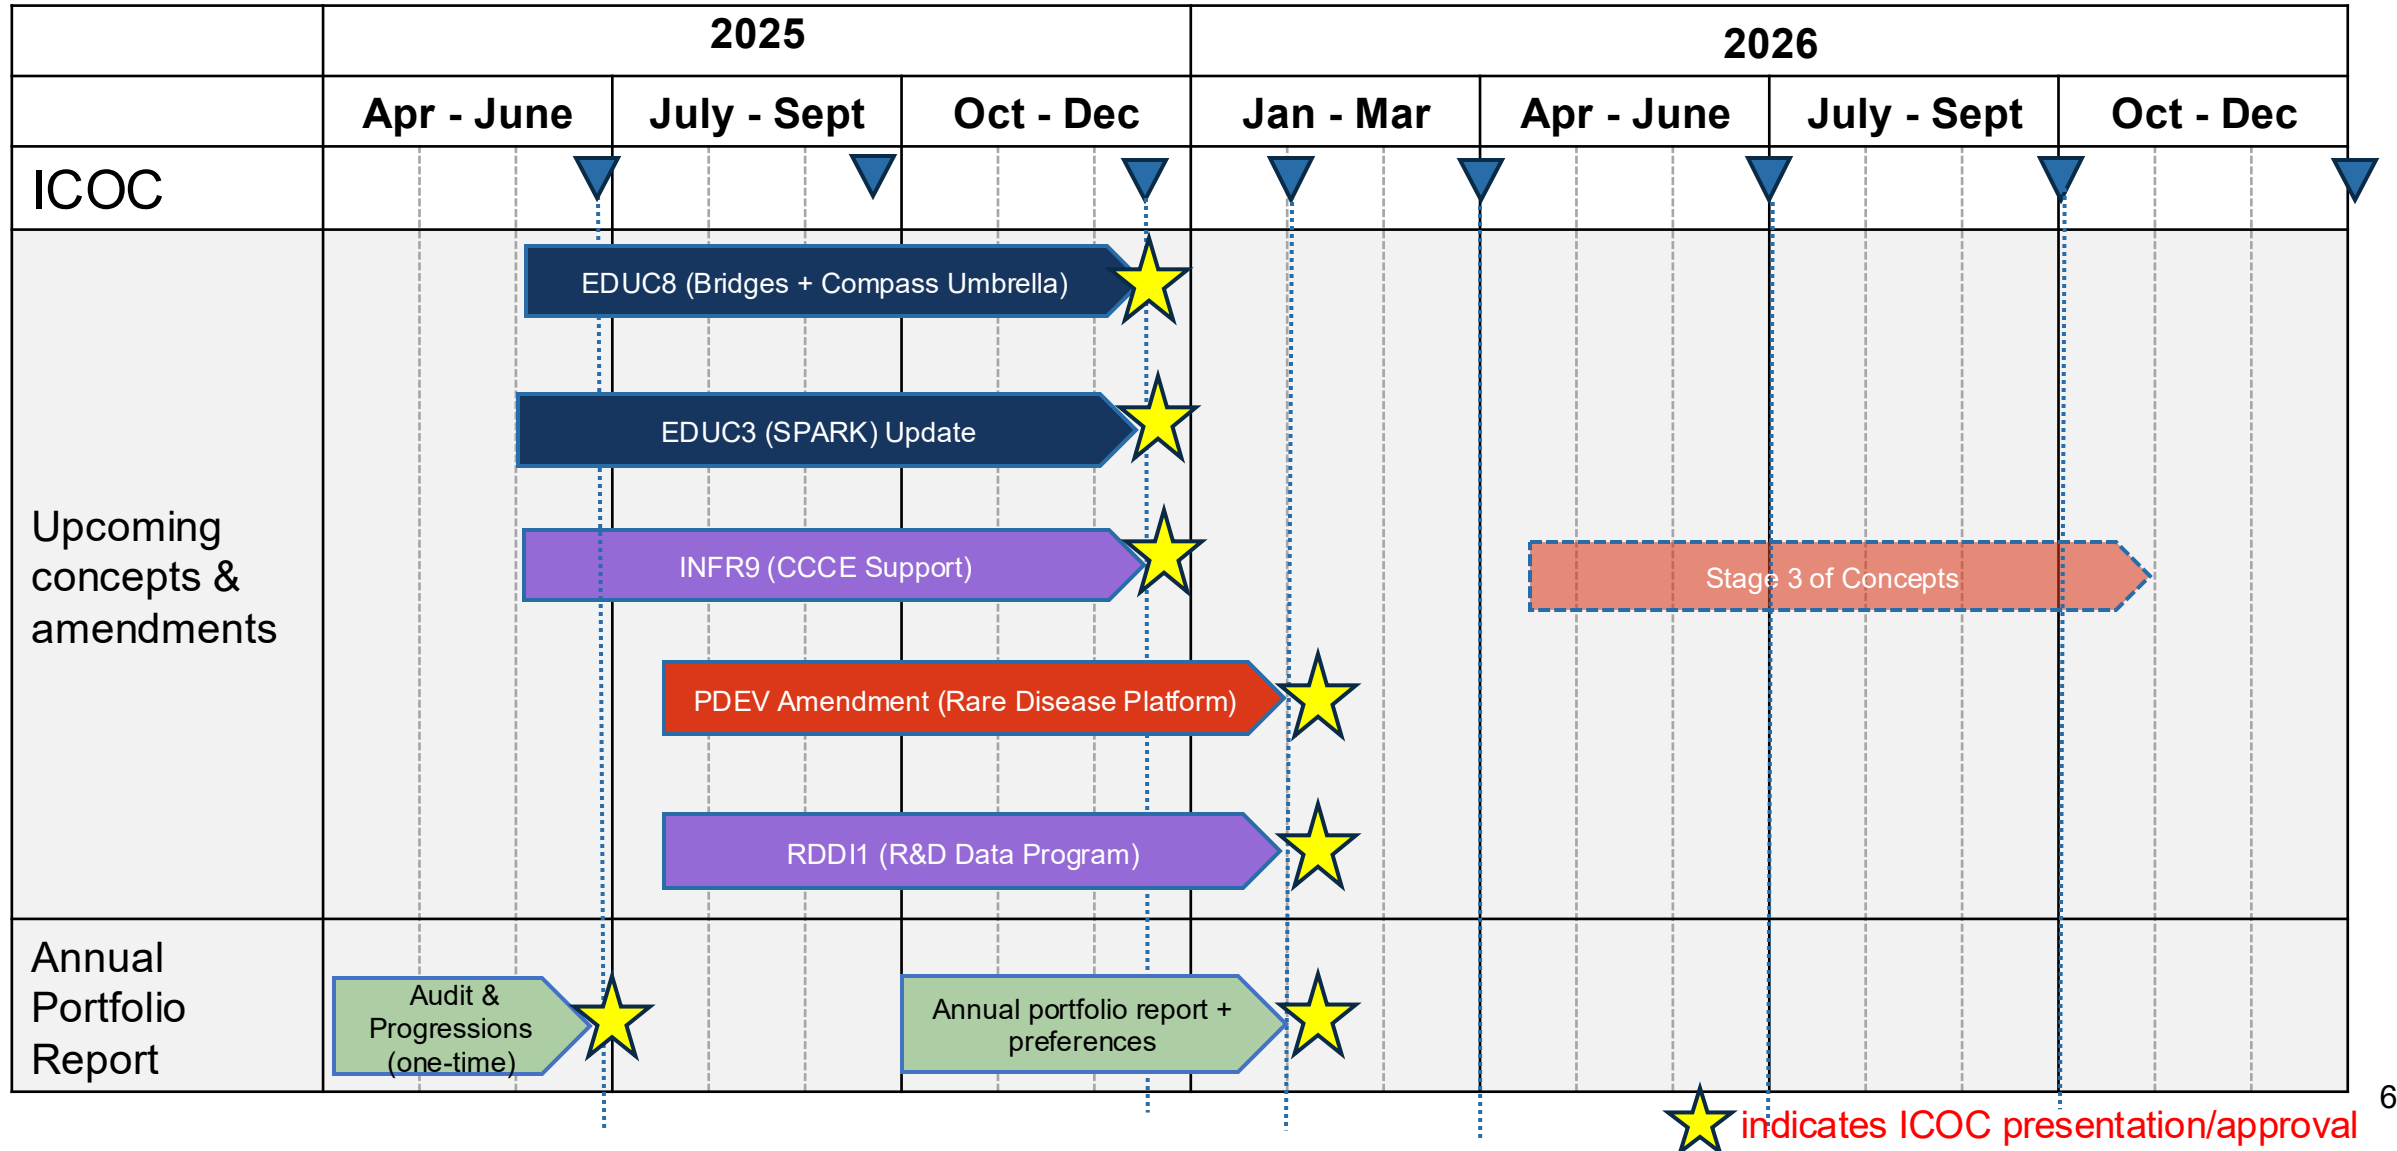 2025
2026
Apr - June
July - Sept
Oct - Dec
Jan - Mar
Apr - June
July - Sept
Oct - Dec
ICOC
Upcoming
concepts &
amendments
EDUC8 (Bridges + Compass Umbrella)
EDUC3 (SPARK) Update
INFR9 (CCCE Support)
Stage 3 of Concepts
PDEV Amendment (Rare Disease Platform)
RDDI1 (R&D Data Program)
Annual
Portfolio
Report
Audit &
Progressions
(one-time)
Annual portfolio report +
preferences
6
indicates ICOC presentation/approval